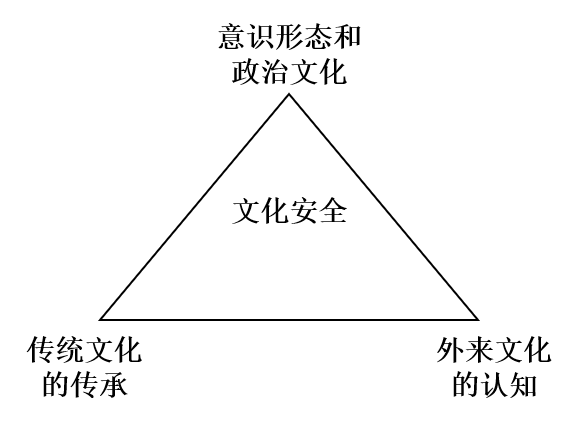 意识形态和
政治文化
文化安全
传统文化
的传承
外来文化
的认知